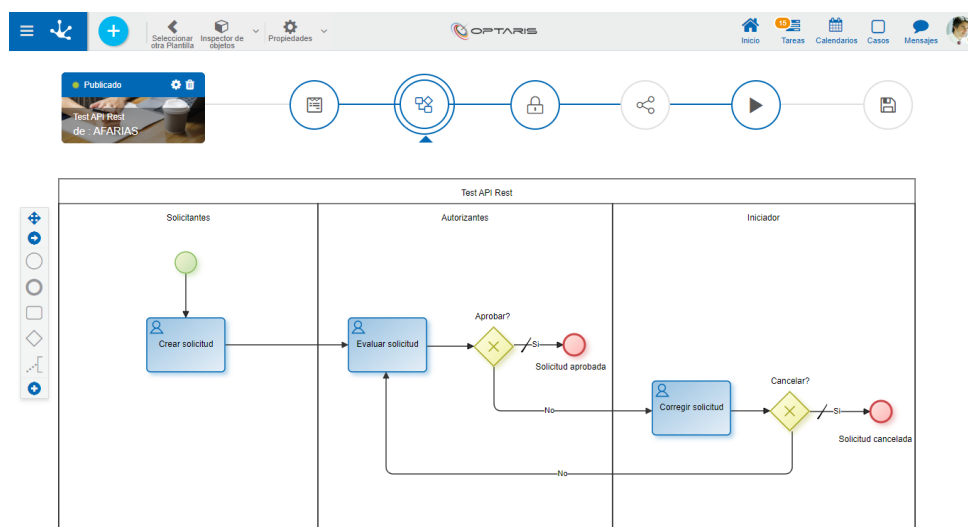 Seleccionar
otra Plantilla
Inspector de
objetos
Propiedades
OPTARIS
Inicio
15
Tareas
Calendarios
Casos
Mensajes
Publicado
Test API Rest
de : AFARIAS
Test API Rest
Solicitantes
Autorizantes
Iniciador
Crear solicitud
Evaluar solicitud
Aprobar?
Si
Solicitud aprobada
No
Corregir solicitud
Cancelar?
Si
Solicitud cancelada
No